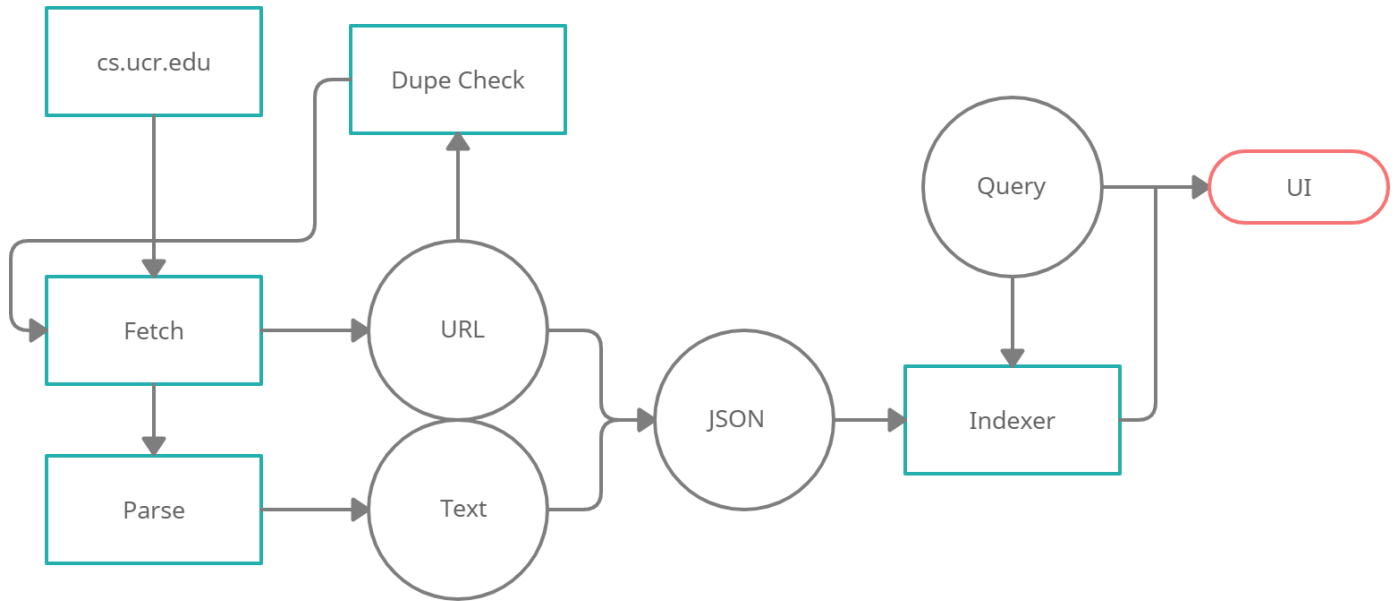 cs.ucr.edu
Dupe Check
Query
UI
Fetch
URL
JSON
Indexer
Parse
Text